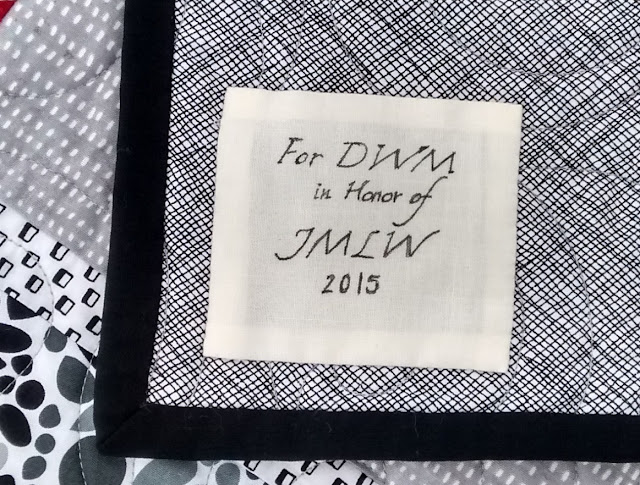 For DWM
in Honor of
JMLW
2015